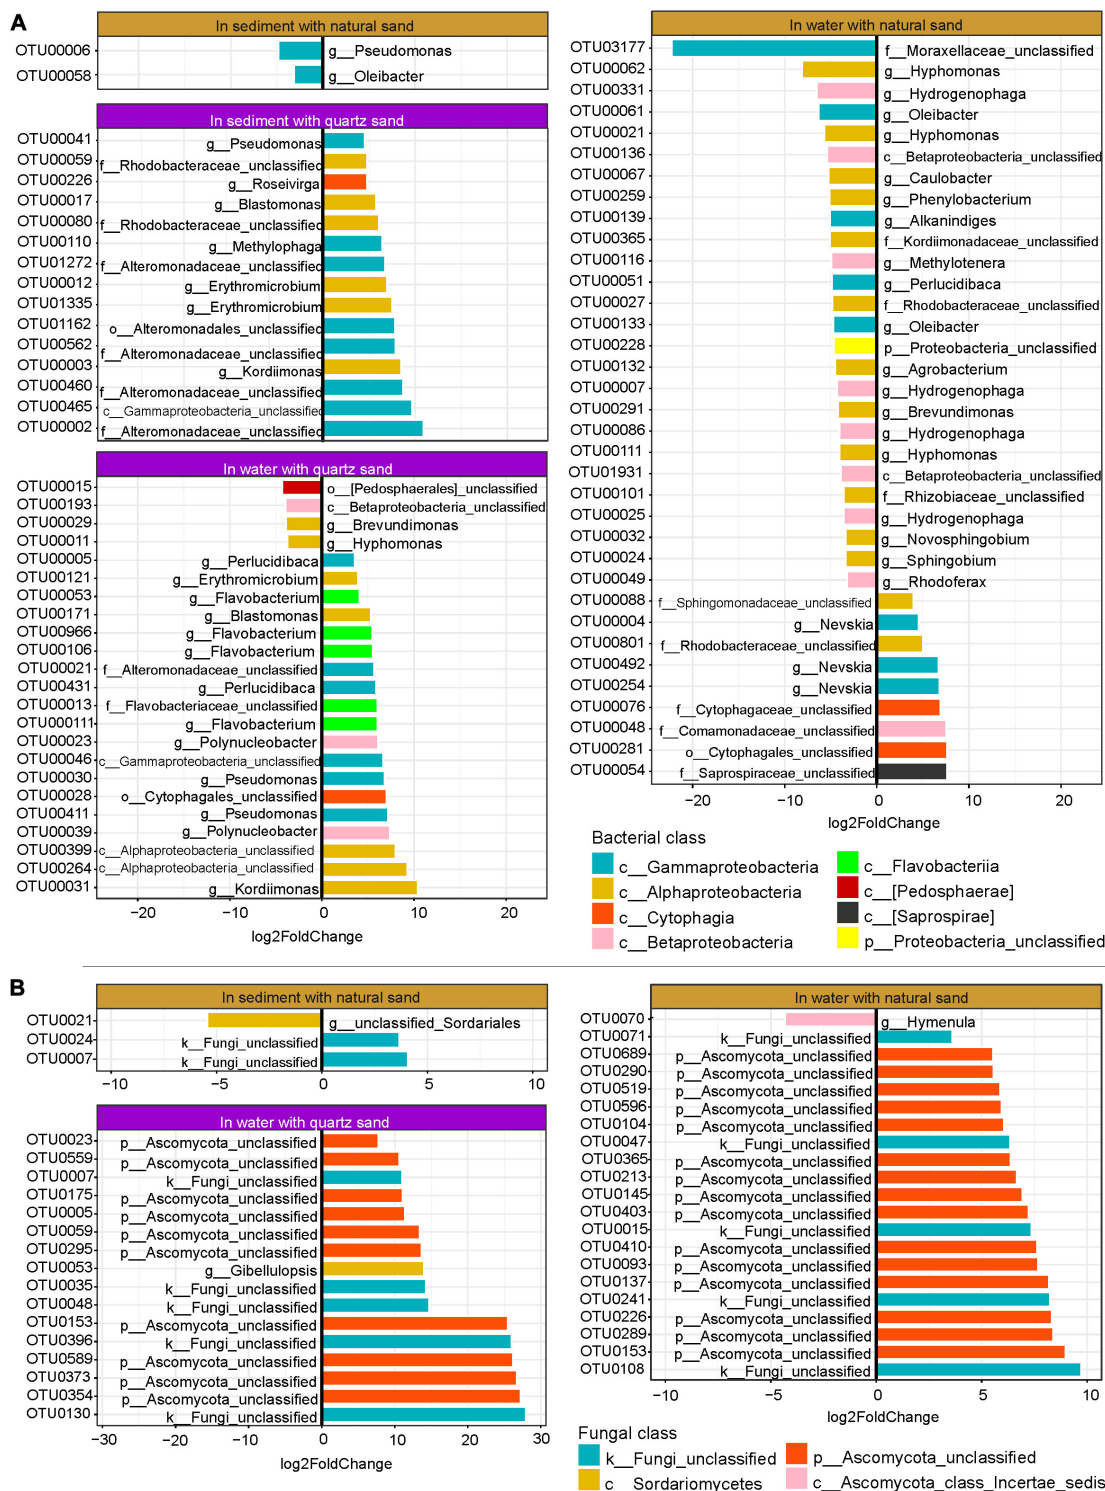 A
In sediment with natural sand
OTU00006 g__Pseudomonas
OTU00058 g__Oleibacter
In sediment with quartz sand
OTU00041 g__Pseudomonas
OTU00059 f__Rhodobacteraceae_unclassified
OTU00226 g__Roseivirga
OTU00017 g__Blastomonas
OTU00080 f__Rhodobacteraceae_unclassified
OTU00110 g__Methylophaga
OTU01272 f__Alteromonadaceae_unclassified
OTU00012 g__Erythromicrobium
OTU01335 g__Erythromicrobium
OTU01162 o__Alteromonadales_unclassified
OTU00562 f__Alteromonadaceae_unclassified
OTU00003 g__Kordiimonas
OTU00460 f__Alteromonadaceae_unclassified
OTU00465 c__Gammaproteobacteria_unclassified
OTU00002 f__Alteromonadaceae_unclassified
In water with quartz sand
OTU00015 o__[Pedosphaerales]_unclassified
OTU00193 c__Betaproteobacteria_unclassified
OTU00029 g__Brevundimonas
OTU00011 g__Hyphomonas
OTU00005 g__Perlucidibaca
OTU00121 g__Erythromicrobium
OTU00053 g__Flavobacterium
OTU00171 g__Blastomonas
OTU00966 g__Flavobacterium
OTU00106 g__Flavobacterium
OTU00021 f__Alteromonadaceae_unclassified
OTU00431 g__Perlucidibaca
OTU00013 f__Flavobacteriaceae_unclassified
OTU000111 g__Flavobacterium
OTU00023 g__Polynucleobacter
OTU00046 c__Gammaproteobacteria_unclassified
OTU00030 g__Pseudomonas
OTU00028 o__Cytophagales_unclassified
OTU00411 g__Pseudomonas
OTU00039 g__Polynucleobacter
OTU00399 c__Alphaproteobacteria_unclassified
OTU00264 c__Alphaproteobacteria_unclassified
OTU00031 g__Kordiimonas
−20 −10 0 10 20
log2FoldChange
In water with natural sand
OTU03177 f__Moraxellaceae_unclassified
OTU00062 g__Hyphomonas
OTU00331 g__Hydrogenophaga
OTU00061 g__Oleibacter
OTU00021 g__Hyphomonas
OTU00136 c__Betaproteobacteria_unclassified
OTU00067 g__Caulobacter
OTU00259 g__Phenylobacterium
OTU00139 g__Alkanindiges
OTU00365 f__Kordiimonadaceae_unclassified
OTU00116 g__Methylotenera
OTU00051 g__Perlucidibaca
OTU00027 f__Rhodobacteraceae_unclassified
OTU00133 g__Oleibacter
OTU00228 p__Proteobacteria_unclassified
OTU00132 g__Agrobacterium
OTU00007 g__Hydrogenophaga
OTU00291 g__Brevundimonas
OTU00086 g__Hydrogenophaga
OTU00111 g__Hyphomonas
OTU01931 c__Betaproteobacteria_unclassified
OTU00101 f__Rhizobiaceae_unclassified
OTU00025 g__Hydrogenophaga
OTU00032 g__Novosphingobium
OTU00024 g__Sphingobium
OTU00049 g__Rhodoferax
OTU00088 f__Sphingomonadaceae_unclassified
OTU00004 g__Nevskia
OTU00801 f__Rhodobacteraceae_unclassified
OTU00492 g__Nevskia
OTU00254 g__Nevskia
OTU00076 f__Cytophagaceae_unclassified
OTU00048 f__Comamonadaceae_unclassified
OTU00281 o__Cytophagales_unclassified
OTU00054 f__Saprospiraceae_unclassified
−20 −10 0 10 20
log2FoldChange
Bacterial class
c__Gammaproteobacteria c__Flavobacteriia
c__Alphaproteobacteria c__[Pedosphaerae]
c__Cytophagia c__[Saprospirae]
c__Betaproteobacteria p__Proteobacteria_unclassified
B
In sediment with natural sand
OTU0021 g__unclassified_Sordariales
OTU0024 k__Fungi_unclassified
OTU0007 k__Fungi_unclassified
−10 −5 0 5 10
In water with quartz sand
OTU0023 p__Ascomycota_unclassified
OTU0559 p__Ascomycota_unclassified
OTU0007 k__Fungi_unclassified
OTU0175 p__Ascomycota_unclassified
OTU0005 p__Ascomycota_unclassified
OTU0059 p__Ascomycota_unclassified
OTU0295 p__Ascomycota_unclassified
OTU0053 g__Gibellulopsis
OTU0035 k__Fungi_unclassified
OTU0048 k__Fungi_unclassified
OTU0153 p__Ascomycota_unclassified
OTU0396 k__Fungi_unclassified
OTU0589 p__Ascomycota_unclassified
OTU0373 p__Ascomycota_unclassified
OTU0354 p__Ascomycota_unclassified
OTU0130 k__Fungi_unclassified
−30 −20 −10 0 10 20 30
log2FoldChange
In water with natural sand
OTU0070 g__Hymenula
OTU0071 k__Fungi_unclassified
OTU0689 p__Ascomycota_unclassified
OTU0290 p__Ascomycota_unclassified
OTU0519 p__Ascomycota_unclassified
OTU0596 p__Ascomycota_unclassified
OTU0104 p__Ascomycota_unclassified
OTU0047 k__Fungi_unclassified
OTU0365 p__Ascomycota_unclassified
OTU0213 p__Ascomycota_unclassified
OTU0145 p__Ascomycota_unclassified
OTU0403 p__Ascomycota_unclassified
OTU0015 k__Fungi_unclassified
OTU0410 p__Ascomycota_unclassified
OTU0093 p__Ascomycota_unclassified
OTU0137 p__Ascomycota_unclassified
OTU0241 k__Fungi_unclassified
OTU0226 p__Ascomycota_unclassified
OTU0289 p__Ascomycota_unclassified
OTU0153 p__Ascomycota_unclassified
OTU0108 k__Fungi_unclassified
−10 −5 0 5 10
log2FoldChange
Fungal class
k__Fungi_unclassified p__Ascomycota_unclassified
c__Sordariomycetes c__Ascomycota_class_Incertae_sedis